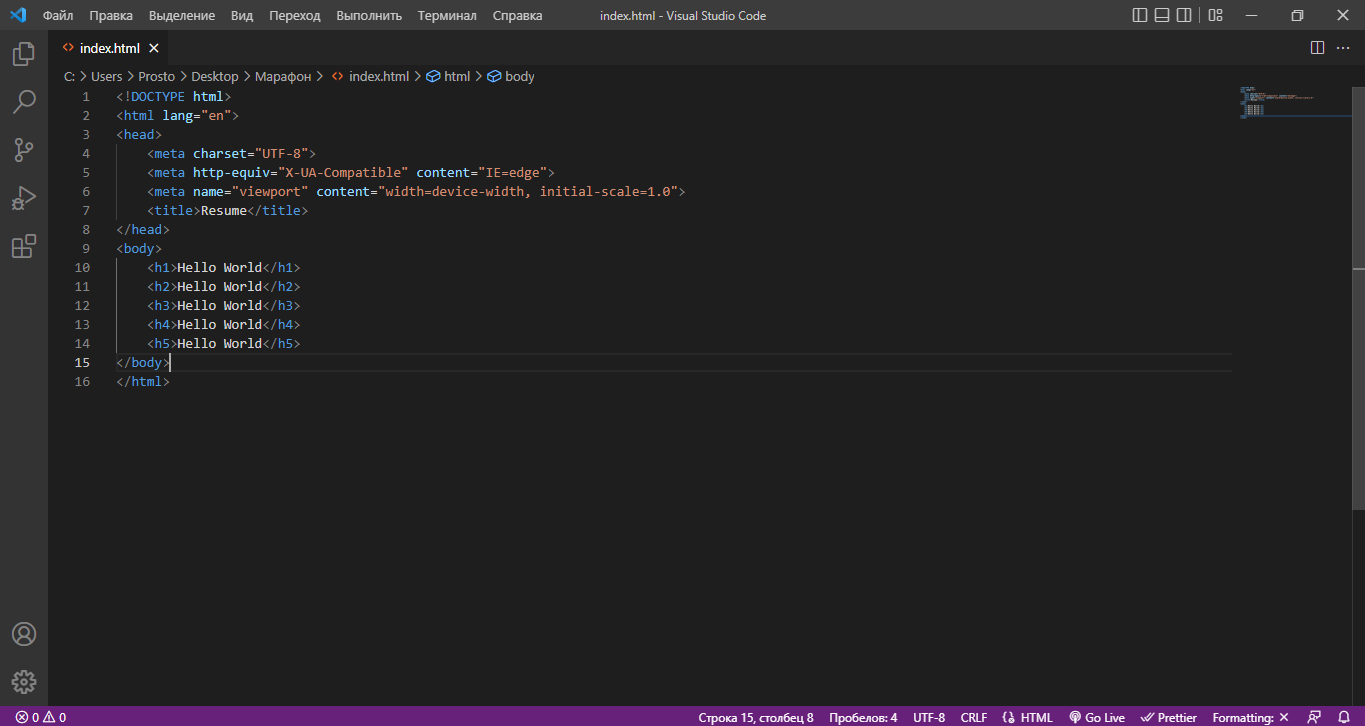 Файл Правка Выделение Вид Переход Выполнить Терминал Справка index.html - Visual Studio Code
index.html
C: > Users > Prosto > Desktop > Марафон > index.html > html > body
1 <!DOCTYPE html>
2 <html lang="en">
3 <head>
4 <meta charset="UTF-8">
5 <meta http-equiv="X-UA-Compatible" content="IE=edge">
6 <meta name="viewport" content="width=device-width, initial-scale=1.0">
7 <title>Resume</title>
8 </head>
9 <body>
10 <h1>Hello World</h1>
11 <h2>Hello World</h2>
12 <h3>Hello World</h3>
13 <h4>Hello World</h4>
14 <h5>Hello World</h5>
15 </body>
16 </html>
0 0 Строка 15, столбец 8 Пробелов: 4 UTF-8 CRLF HTML Go Live Prettier Formatting: ✕